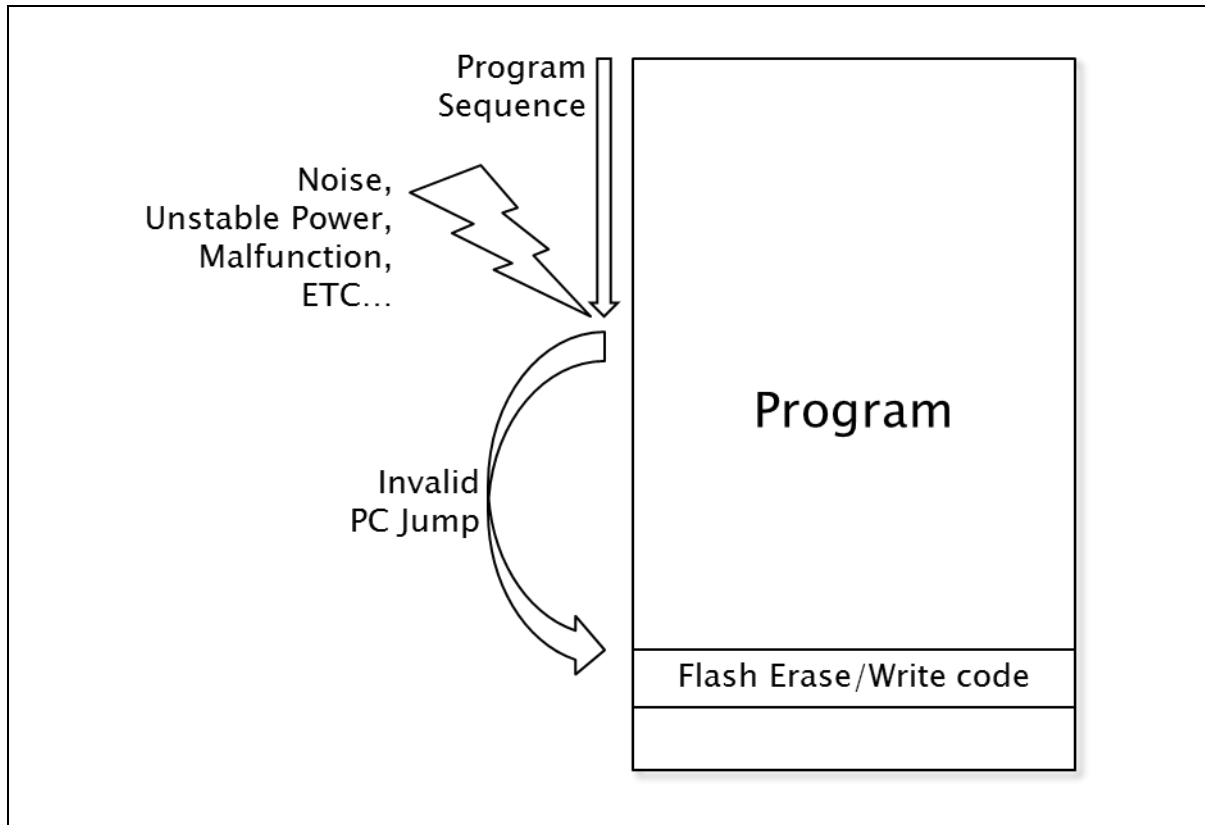 Program
Sequence
Noise,
Unstable Power,
Malfunction,
ETC...
Program
Invalid
PC Jump
Flash Erase/Write code